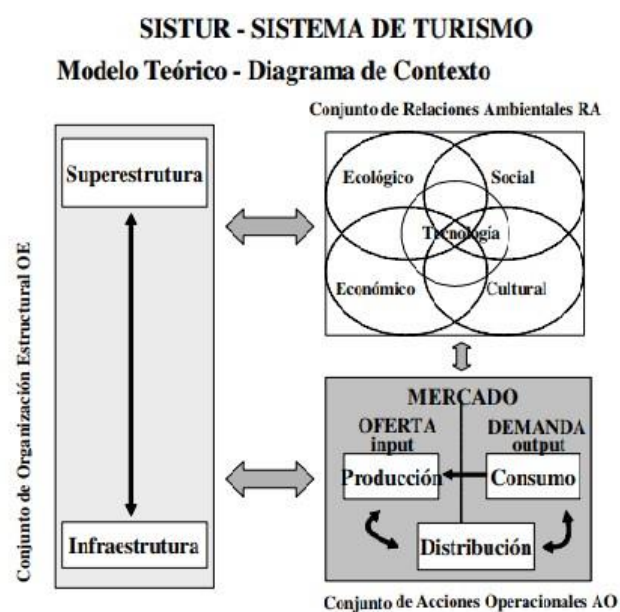 SISTUR - SISTEMA DE TURISMO
Modelo Teórico - Diagrama de Contexto
Conjunto de Organización Estructural OE
Superestrutura
Infraestrutura
Conjunto de Relaciones Ambientales RA
Ecológico
Social
Tecnología
Económico
Cultural
MERCADO
OFERTA
input
DEMANDA
output
Producción
Consumo
Distribución
Conjunto de Acciones Operacionales AO